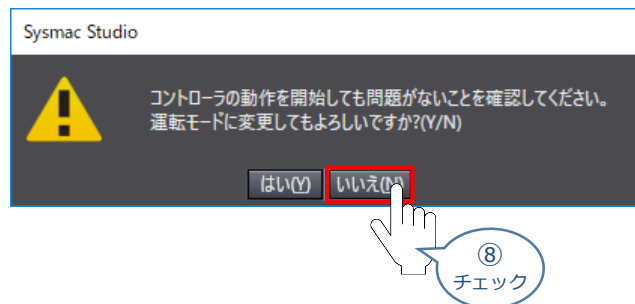 Sysmac Studio
コントローラの動作を開始しても問題がないことを確認してください。
運転モードに変更してもよろしいですか?(Y/N)
はい(Y) いいえ(N)
⑧
チェック